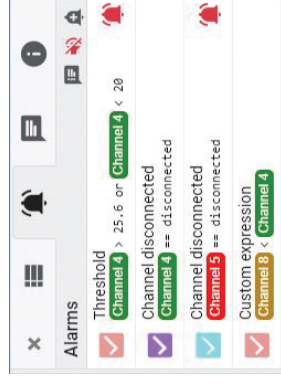 Alarms
Threshold
Channel 4 > 25.6 or Channel 4 < 20
Channel disconnected
Channel 4 == disconnected
Channel disconnected
Channel 5 == disconnected
Custom expression
Channel 8 < Channel 4